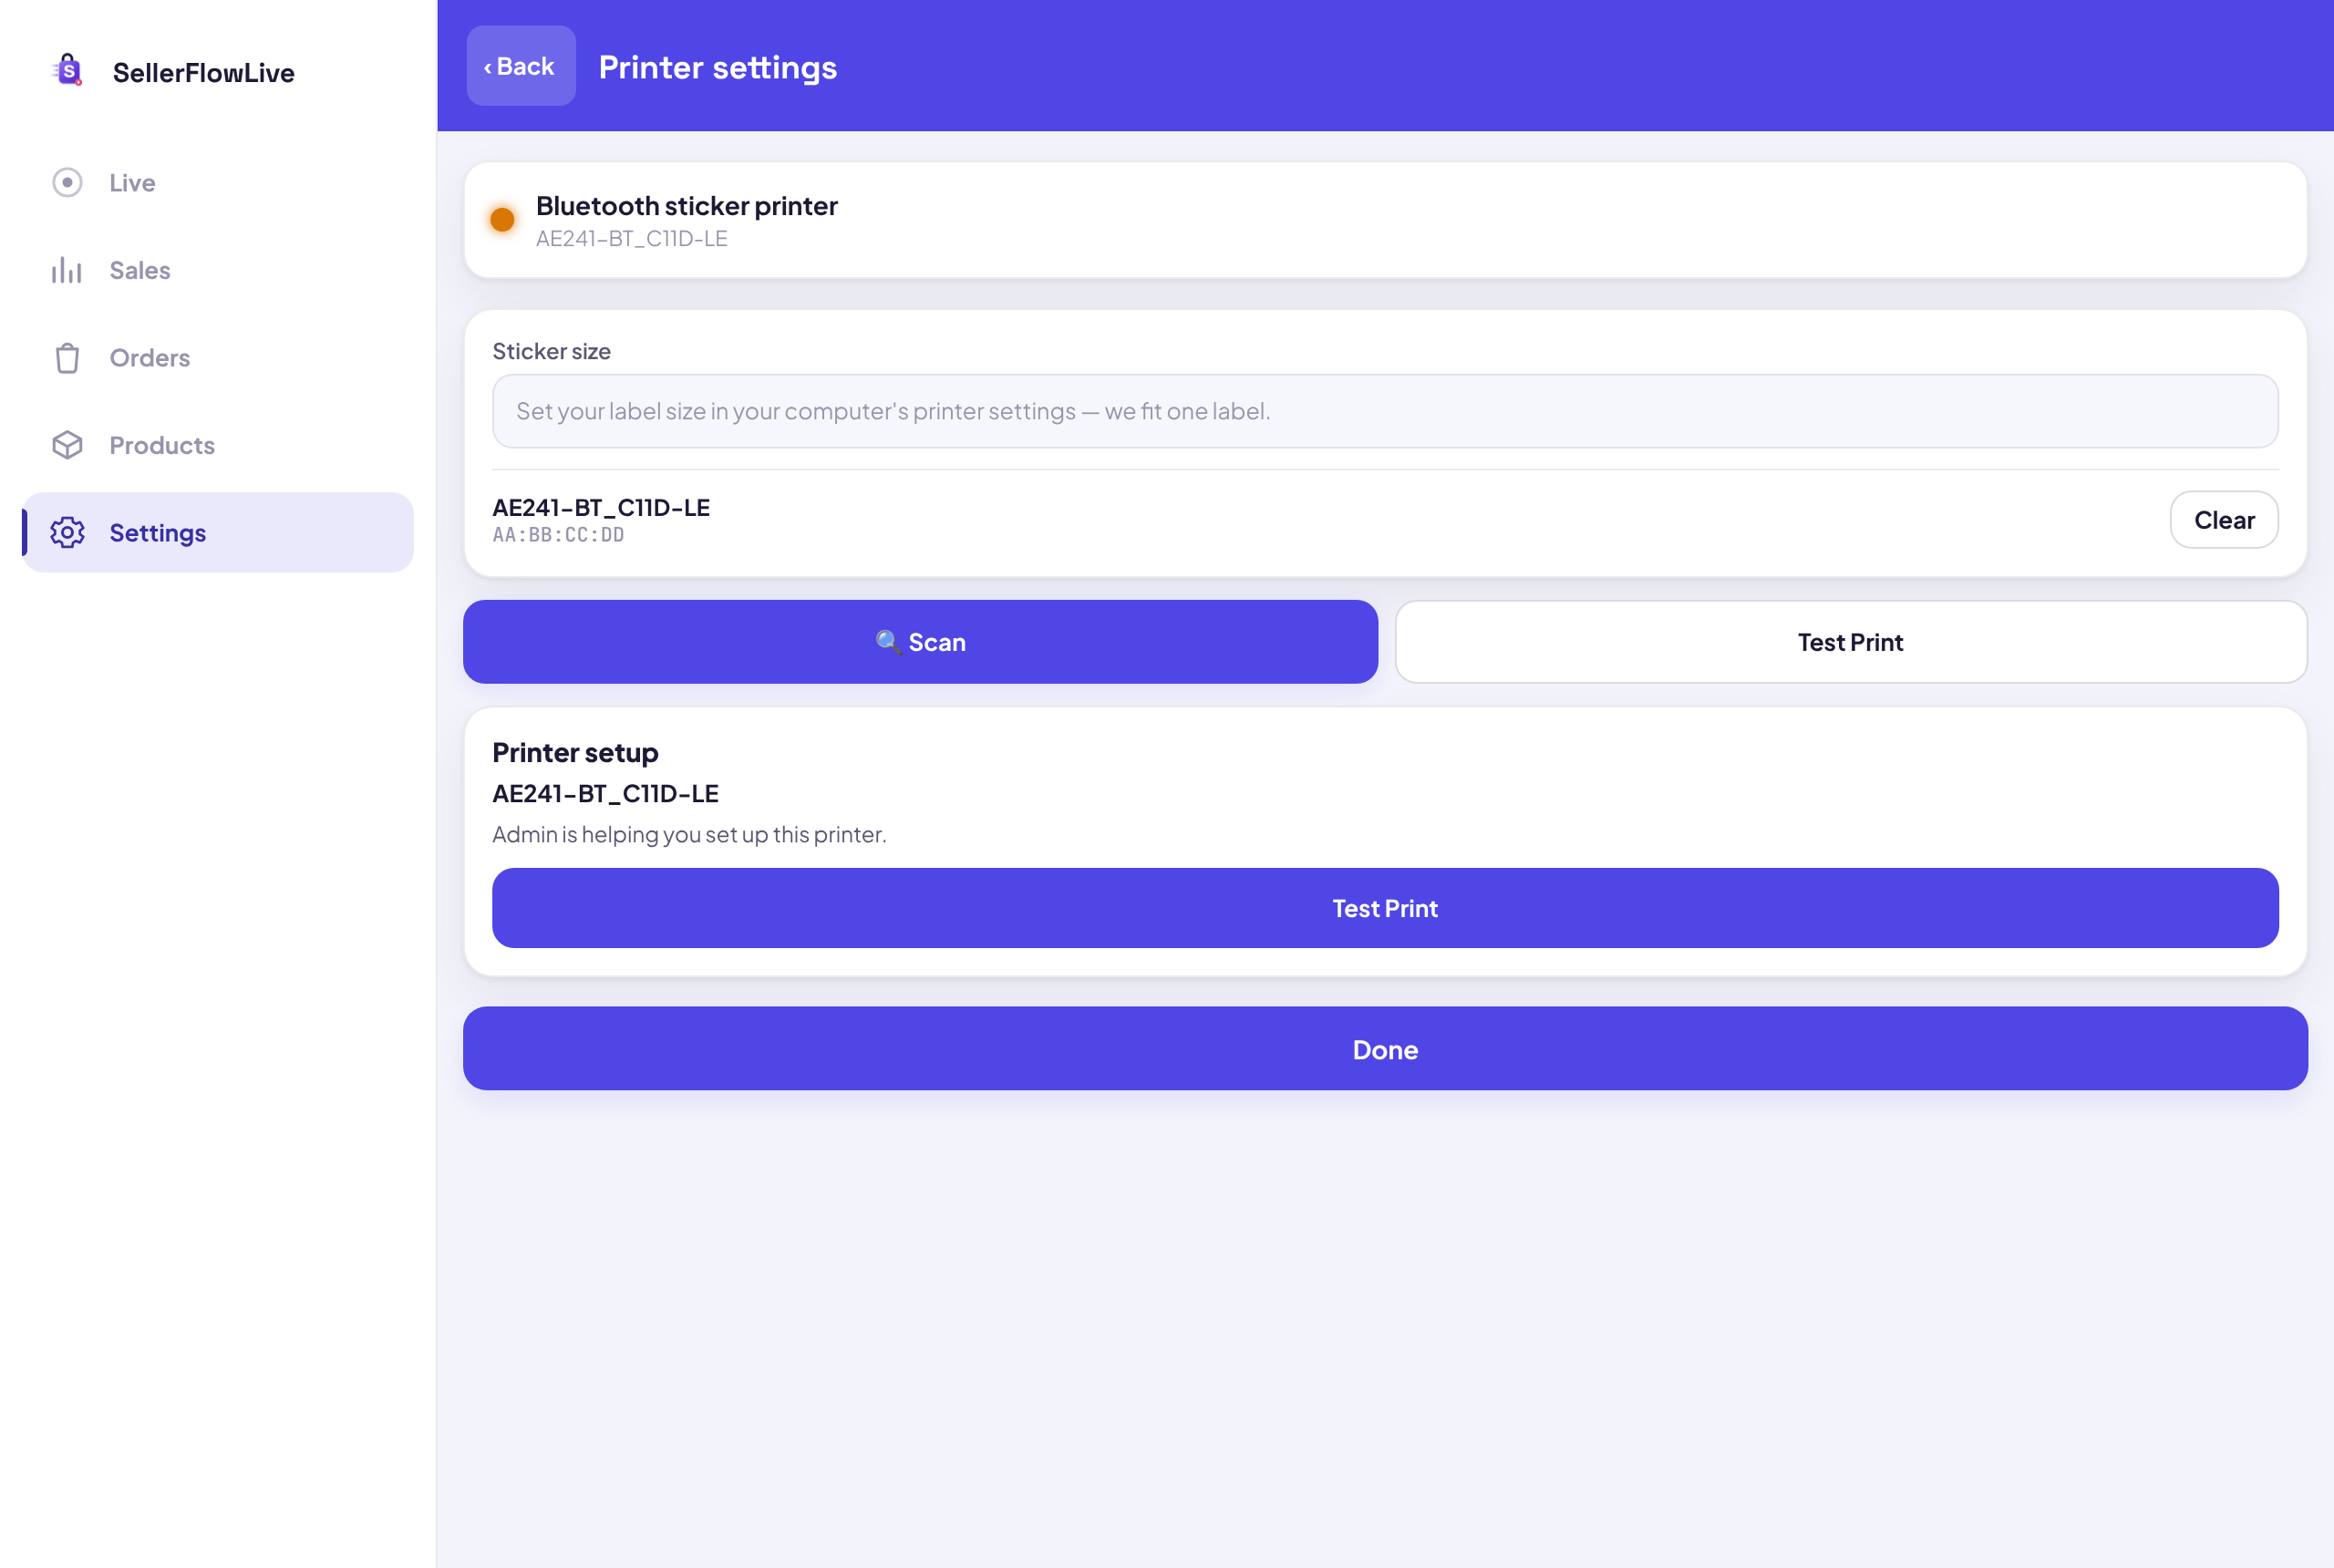 SellerFlowLive
Live
Sales
Orders
Products
Settings
‹ Back
Printer settings
Bluetooth sticker printer
AE241-BT_C11D-LE
Sticker size
Set your label size in your computer's printer settings — we fit one label.
AE241-BT_C11D-LE
AA:BB:CC:DD
Clear
🔍 Scan
Test Print
Printer setup
AE241-BT_C11D-LE
Admin is helping you set up this printer.
Test Print
Done